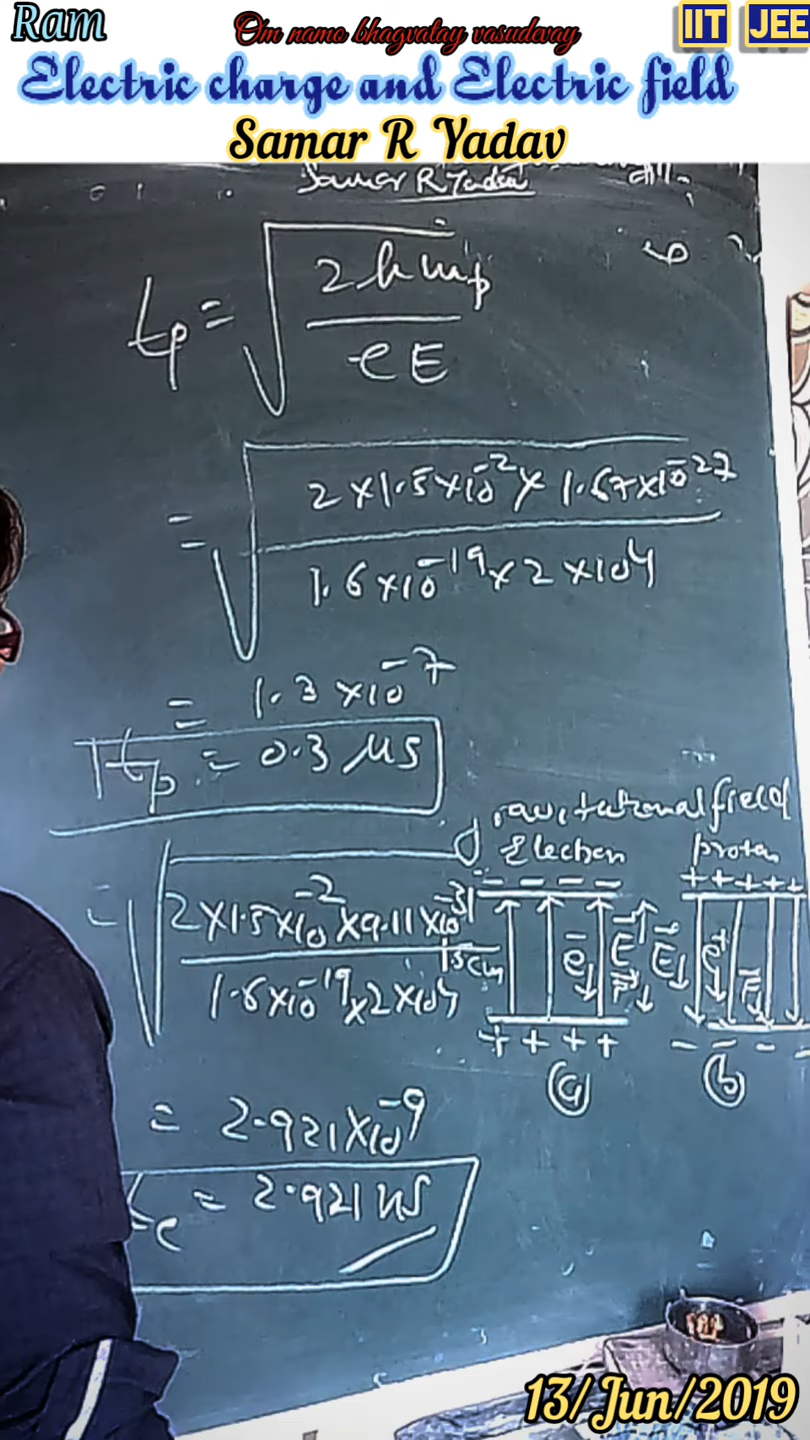 Ram
Om namo bhagvatay vasudevay
IIT JEE
Electric charge and Electric field
Samar R Yadav
Samar R Yadav
tp = √(2hmp / eE)
= √(2×1.5×10⁻²×1.67×10⁻²⁷ / 1.6×10⁻¹⁹×2×10⁴)
= 1.3×10⁻⁷
tp = 0.3 μs
gravitational field
Electron
proton
= √(2×1.5×10⁻²×9.11×10⁻³¹ / 1.6×10⁻¹⁹×2×10⁴)
− − − −
+ + + + +
1.5cm
e⁻ E⃗ F⃗
E⃗ e⁺ F⃗
+ + + +
− − − −
(a)
(b)
= 2.921×10⁻⁹
te = 2.921 ns
13/Jun/2019